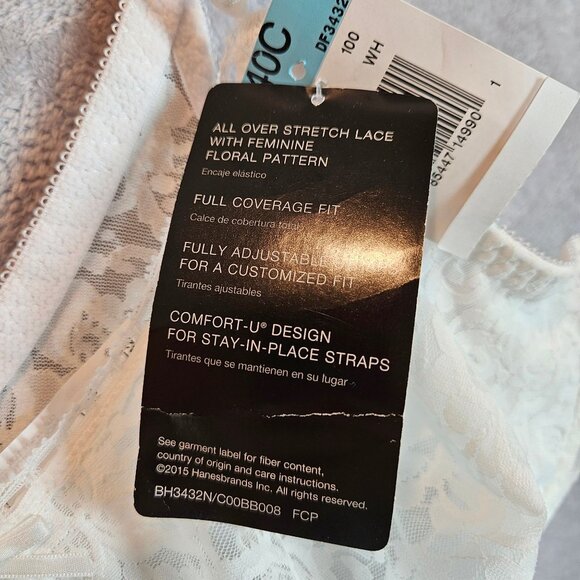 40C
DF3432
100
WH
1
ALL OVER STRETCH LACE
WITH FEMININE
FLORAL PATTERN
Encaje elástico
FULL COVERAGE FIT
Calce de cobertura total
FULLY ADJUSTABLE
FOR A CUSTOMIZED FIT
Tirantes ajustables
COMFORT-U® DESIGN
FOR STAY-IN-PLACE STRAPS
Tirantes que se mantienen en su lugar
See garment label for fiber content,
country of origin and care instructions.
©2015 Hanesbrands Inc. All rights reserved.
BH3432N/C00BB008 FCP